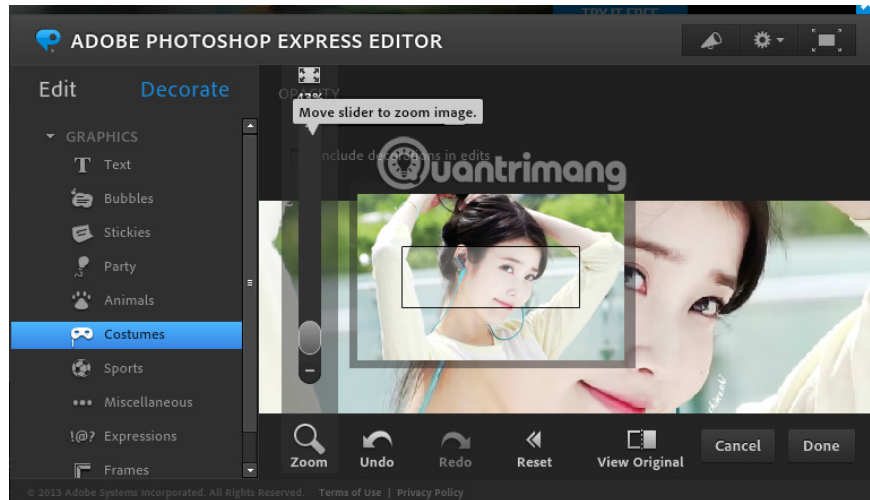 TRY IT FREE
ADOBE PHOTOSHOP EXPRESS EDITOR
Edit
Decorate
GRAPHICS
T Text
Bubbles
Stickies
Party
Animals
Costumes
Sports
Miscellaneous
!@? Expressions
Frames
OPACITY
43%
Move slider to zoom image.
include decorations in edits
Quantrimang
Zoom
Undo
Redo
Reset
View Original
Cancel
Done
© 2013 Adobe Systems Incorporated. All Rights Reserved. Terms of Use | Privacy Policy